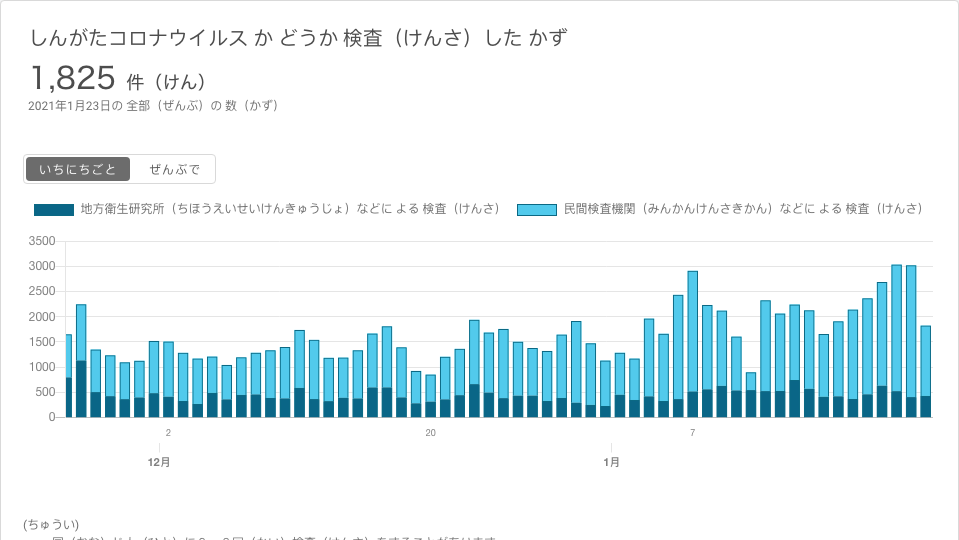 しんがたコロナウイルス か どうか 検査（けんさ）した かず
1,825 件（けん）
2021年1月23日の 全部（ぜんぶ）の 数（かず）
いちにちごと ぜんぶで
地方衛生研究所（ちほうえいせいけんきゅうじょ）などに よる 検査（けんさ） 民間検査機関（みんかんけんさきかん）などに よる 検査（けんさ）
3500
3000
2500
2000
1500
1000
500
0
2 20 7
12月 1月
(ちゅうい)